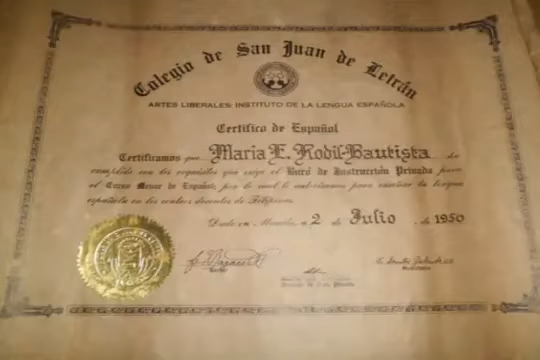 Colegio de San Juan de Letrán
ARTES LIBERALES: INSTITUTO DE LA LENGUA ESPAÑOLA
Certifico de Español
Certificamos que Maria E. Rodil-Bautista ha
cumplido con los requisitos que exige el Buró de Instrucción Privada para
el Curso Menor de Español, por lo cual le autorizamos para enseñar la lengua
española en los centros docentes de Filipinas.
Dado en Manila, a 2 de Julio de 1950
Rector